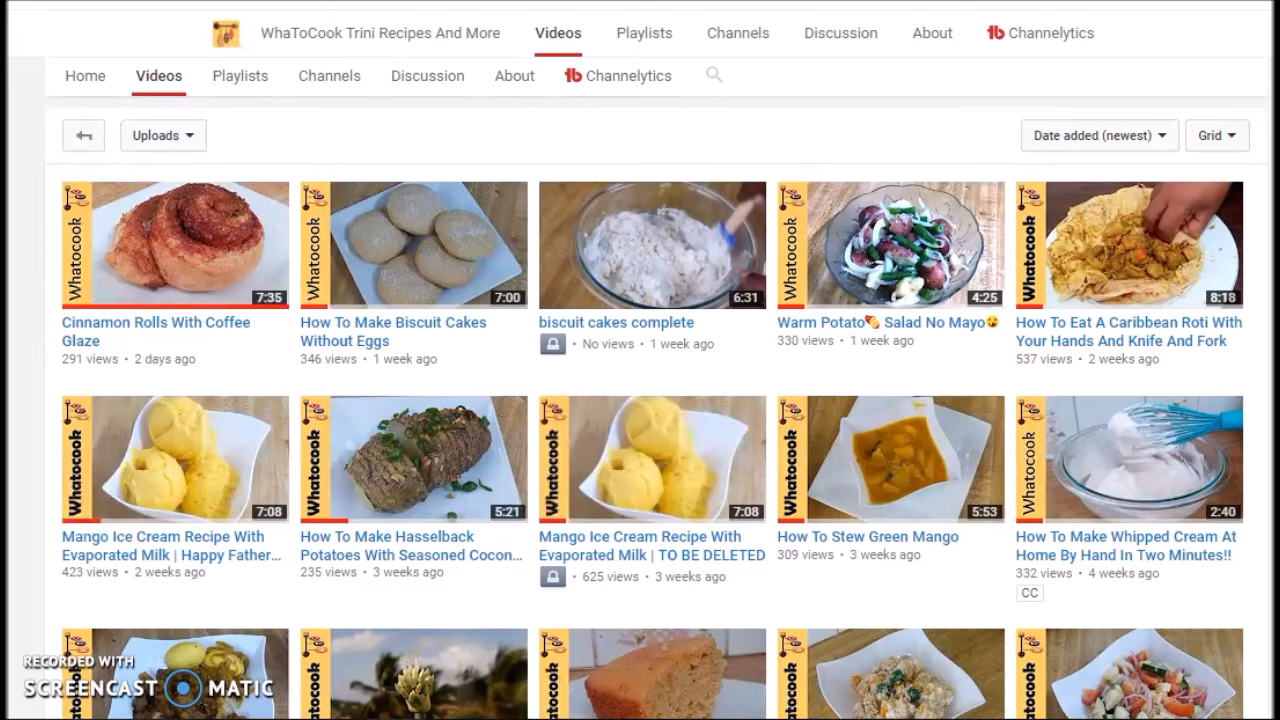 WhaToCook Trini Recipes And More Videos Playlists Channels Discussion About Channelytics
Home Videos Playlists Channels Discussion About Channelytics
Uploads Date added (newest) Grid
Whatocook 7:35
Whatocook 7:00
6:31
Whatocook 4:25
Whatocook 8:18
Cinnamon Rolls With Coffee
Glaze
291 views • 2 days ago
How To Make Biscuit Cakes
Without Eggs
346 views • 1 week ago
biscuit cakes complete
• No views • 1 week ago
Warm Potato🍠 Salad No Mayo😲
330 views • 1 week ago
How To Eat A Caribbean Roti With
Your Hands And Knife And Fork
537 views • 2 weeks ago
Whatocook 7:08
Whatocook 5:21
Whatocook 7:08
Whatocook 5:53
Whatocook 2:40
Mango Ice Cream Recipe With
Evaporated Milk | Happy Father...
423 views • 2 weeks ago
How To Make Hasselback
Potatoes With Seasoned Cocon...
235 views • 3 weeks ago
Mango Ice Cream Recipe With
Evaporated Milk | TO BE DELETED
• 625 views • 3 weeks ago
How To Stew Green Mango
309 views • 3 weeks ago
How To Make Whipped Cream At
Home By Hand In Two Minutes!!
332 views • 4 weeks ago
CC
RECORDED WITH
SCREENCAST MATIC